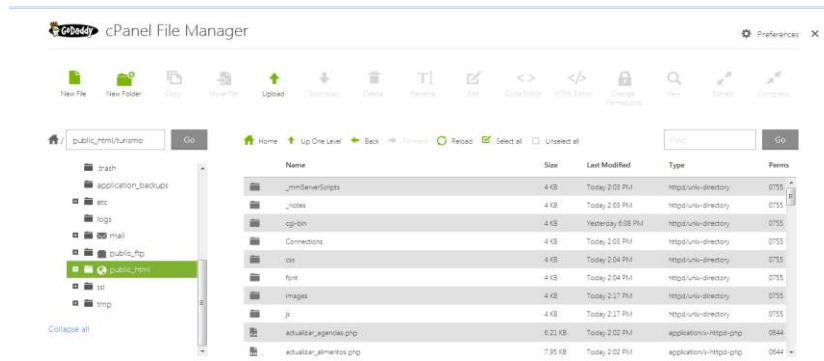 GoDaddy cPanel File Manager
Preferences
New File New Folder Copy Move File Upload Download Delete Rename Edit Code Editor HTML Editor Change Permissions View Extract Compress
/ public_html/turismo Go
Home Up One Level Back Forward Reload Select all Unselect all Find Go
.trash
application_backups
etc
logs
mail
public_ftp
public_html
ssl
tmp
Collapse all
Name Size Last Modified Type Perms
_mmServerScripts 4 KB Today 2:03 PM httpd/unix-directory 0755
_notes 4 KB Today 2:03 PM httpd/unix-directory 0755
cgi-bin 4 KB Yesterday 6:08 PM httpd/unix-directory 0755
Connections 4 KB Today 2:03 PM httpd/unix-directory 0755
css 4 KB Today 2:04 PM httpd/unix-directory 0755
font 4 KB Today 2:04 PM httpd/unix-directory 0755
images 4 KB Today 2:17 PM httpd/unix-directory 0755
js 4 KB Today 2:17 PM httpd/unix-directory 0755
actualizar_agencias.php 6.21 KB Today 2:02 PM application/x-httpd-php 0644
actualizar_alimentos.php 7.95 KB Today 2:02 PM application/x-httpd-php 0644